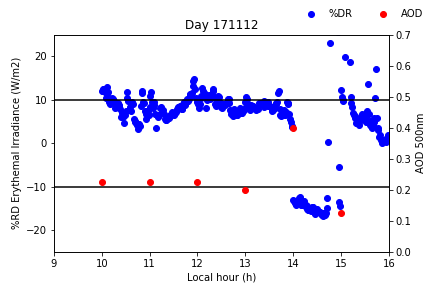 %DR AOD
Day 171112
%RD Erythemal Irradiance (W/m2)
20
10
0
−10
−20
0.7
0.6
0.5
0.4
0.3
0.2
0.1
0.0
AOD 500nm
9 10 11 12 13 14 15 16
Local hour (h)